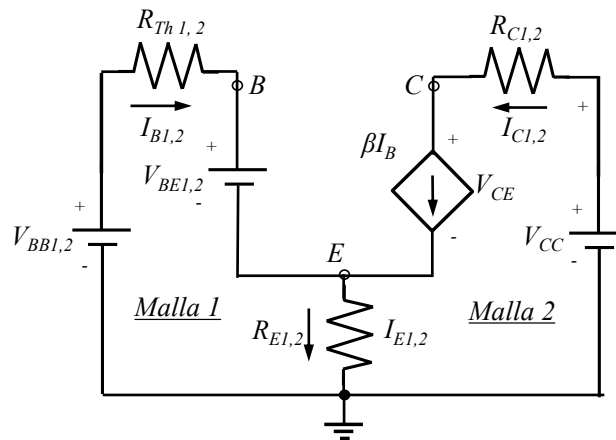 R_Th 1, 2
R_C1,2
B
C
+
I_B1,2
I_C1,2
+
+
βI_B
V_BE1,2
V_CE
-
+
+
V_BB1,2
V_CC
-
-
E
-
Malla 1
Malla 2
R_E1,2
I_E1,2